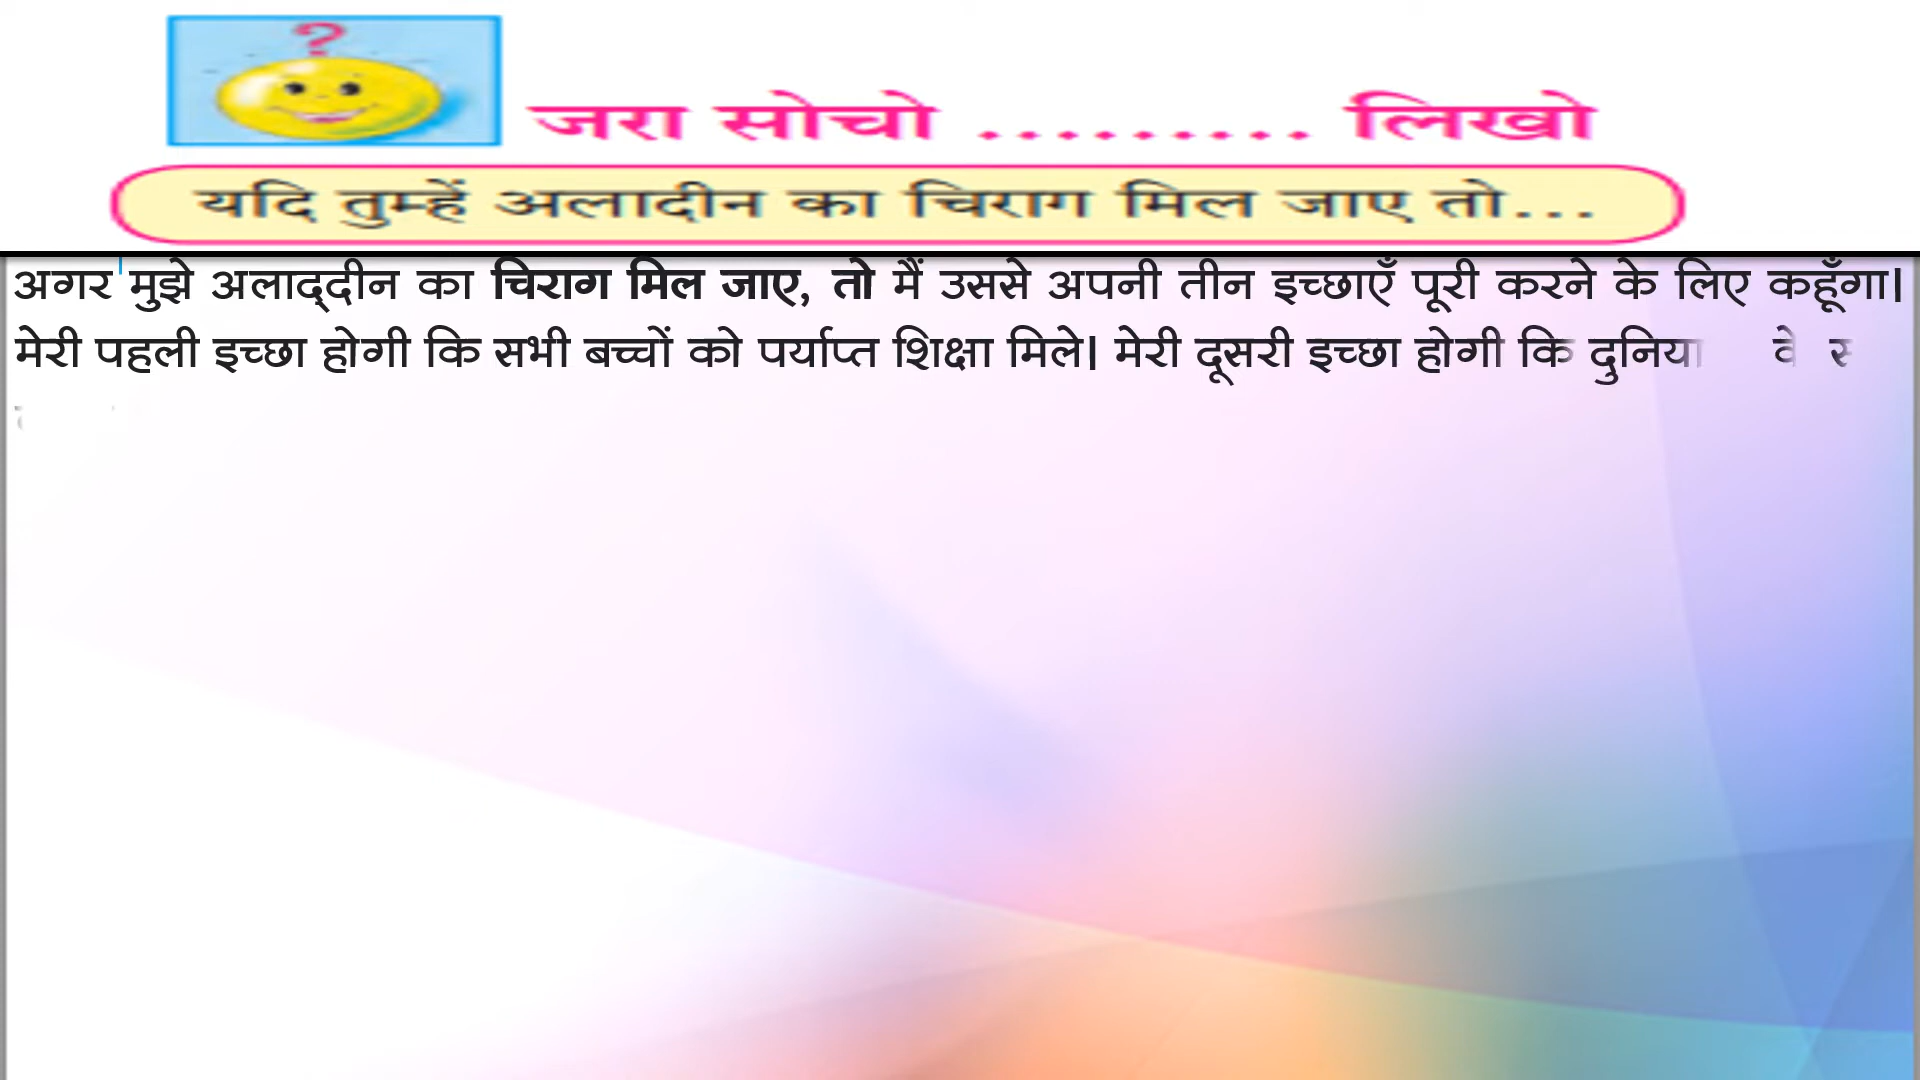 ?
जरा सोचो ......... लिखो
यदि तुम्हें अलादीन का चिराग मिल जाए तो...
अगर मुझे अलाद्दीन का चिराग मिल जाए, तो मैं उससे अपनी तीन इच्छाएँ पूरी करने के लिए कहूँगा।
मेरी पहली इच्छा होगी कि सभी बच्चों को पर्याप्त शिक्षा मिले। मेरी दूसरी इच्छा होगी कि दुनिया